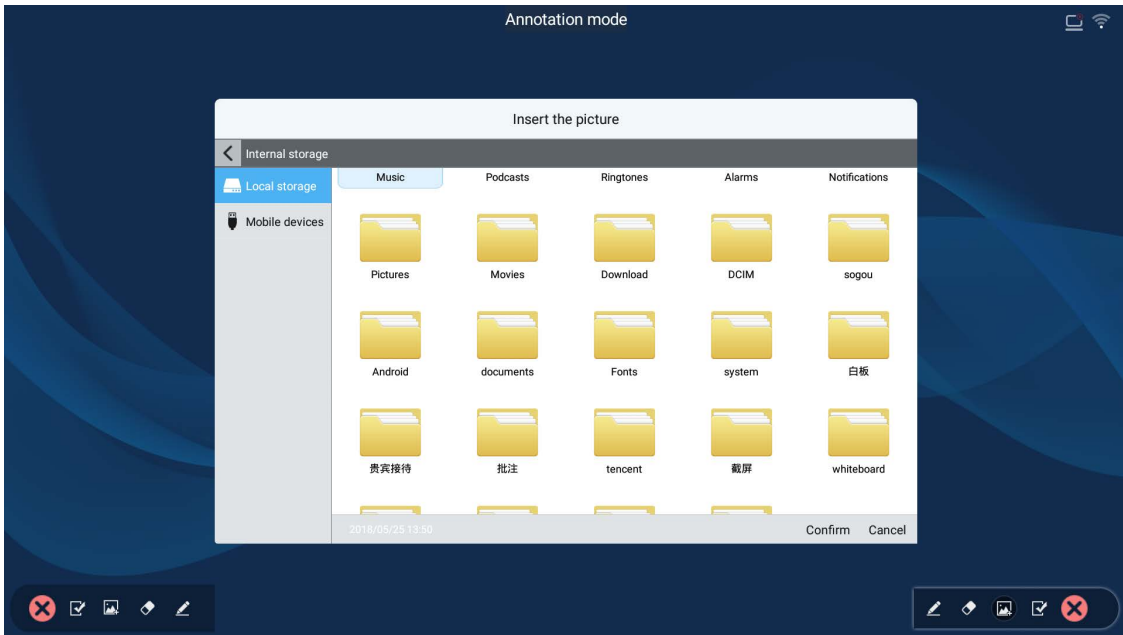 Annotation mode
Insert the picture
Internal storage
Local storage
Mobile devices
Music Podcasts Ringtones Alarms Notifications
Pictures Movies Download DCIM sogou
Android documents Fonts system 白板
贵宾接待 批注 tencent 截屏 whiteboard
2018/05/25 13:50
Confirm Cancel